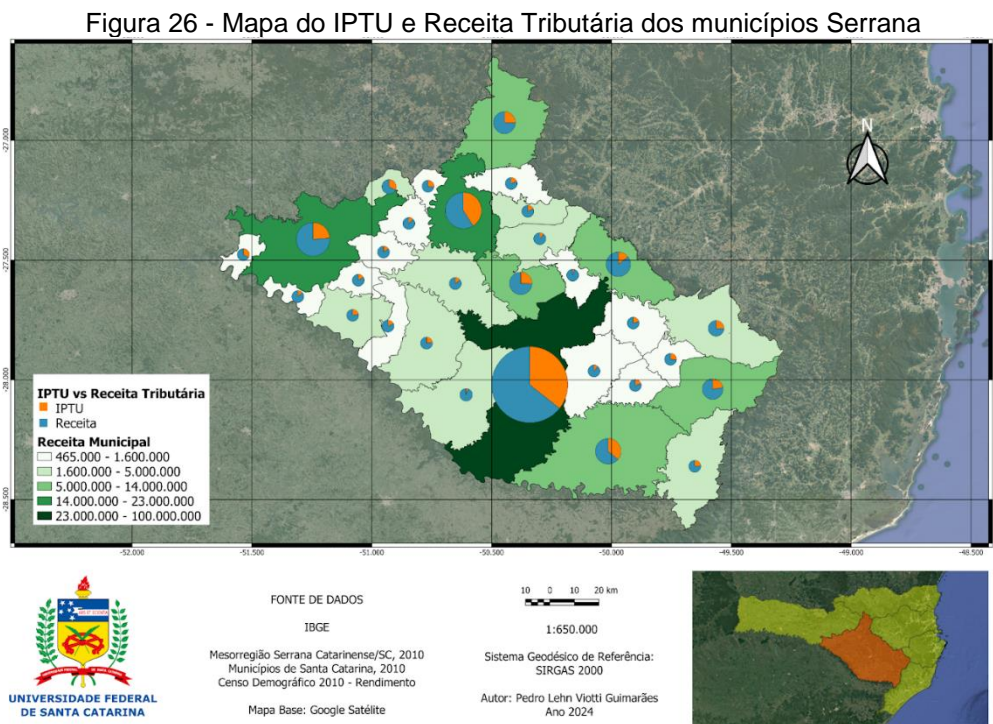 Figura 26 - Mapa do IPTU e Receita Tributária dos municípios Serrana
N
-27.000
-27.500
-28.000
-28.500
IPTU vs Receita Tributária
IPTU
Receita
Receita Municipal
465.000 - 1.600.000
1.600.000 - 5.000.000
5.000.000 - 14.000.000
14.000.000 - 23.000.000
23.000.000 - 100.000.000
-52.000 -51.500 -51.000 -50.500 -50.000 -49.500 -49.000 -48.500
UNIVERSIDADE FEDERAL
DE SANTA CATARINA
FONTE DE DADOS
IBGE
Mesorregião Serrana Catarinense/SC, 2010
Municípios de Santa Catarina, 2010
Censo Demográfico 2010 - Rendimento
Mapa Base: Google Satélite
10 0 10 20 km
1:650.000
Sistema Geodésico de Referência:
SIRGAS 2000
Autor: Pedro Lehn Viotti Guimarães
Ano 2024